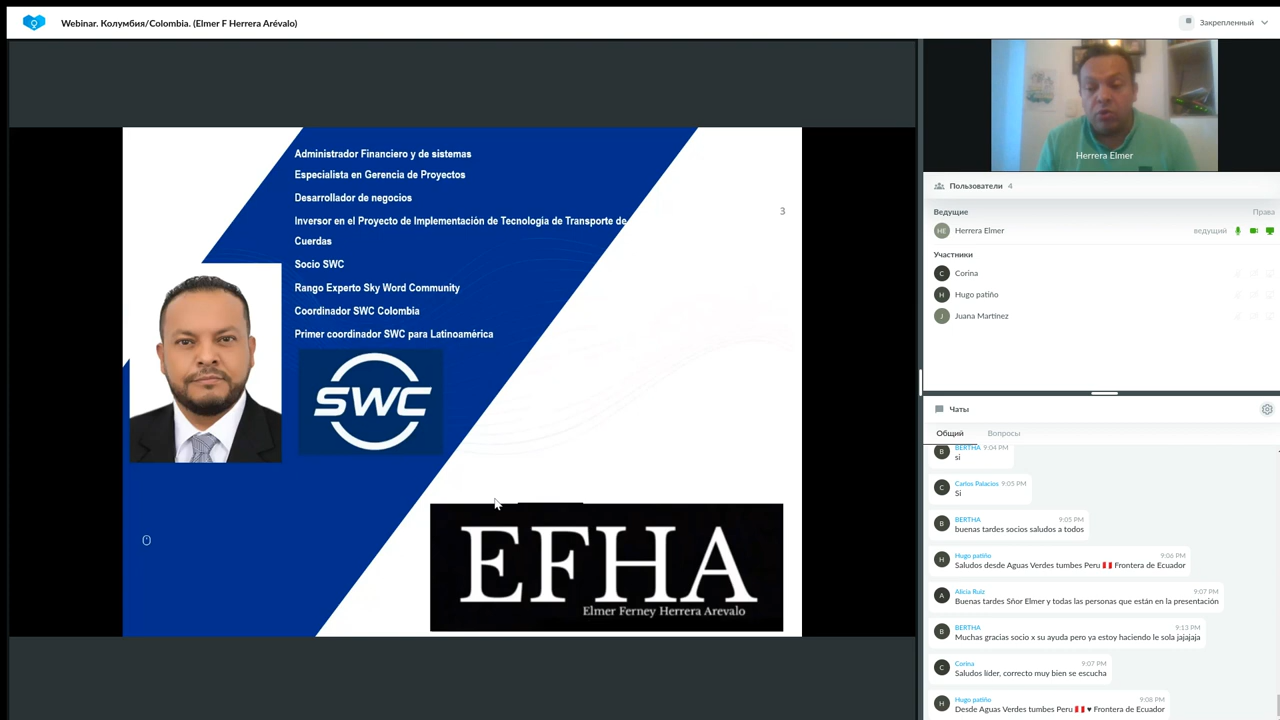 Webinar. Колумбия/Colombia. (Elmer F Herrera Arévalo)
Закрепленный
Administrador Financiero y de sistemas
Especialista en Gerencia de Proyectos
Desarrollador de negocios
Inversor en el Proyecto de Implementación de Tecnología de Transporte de
Cuerdas
Socio SWC
Rango Experto Sky Word Community
Coordinador SWC Colombia
Primer coordinador SWC para Latinoamérica
3
SWC
EFHA
Elmer Ferney Herrera Arevalo
Herrera Elmer
Пользователи 4
Ведущие Права
HE Herrera Elmer ведущий
Участники
C Corina
H Hugo patiño
J Juana Martínez
Чаты
Общий Вопросы
BERTHA 9:04 PM
B si
Carlos Palacios 9:05 PM
C Si
BERTHA 9:05 PM
B buenas tardes socios saludos a todos
Hugo patiño 9:06 PM
H Saludos desde Aguas Verdes tumbes Peru 🇵🇪 Frontera de Ecuador
Alicia Ruiz 9:07 PM
A Buenas tardes Sñor Elmer y todas las personas que están en la presentación
BERTHA 9:13 PM
B Muchas gracias socio x su ayuda pero ya estoy haciendo le sola jajajaja
Corina 9:07 PM
C Saludos líder, correcto muy bien se escucha
Hugo patiño 9:08 PM
H Desde Aguas Verdes tumbes Peru 🇵🇪 ♥ Frontera de Ecuador